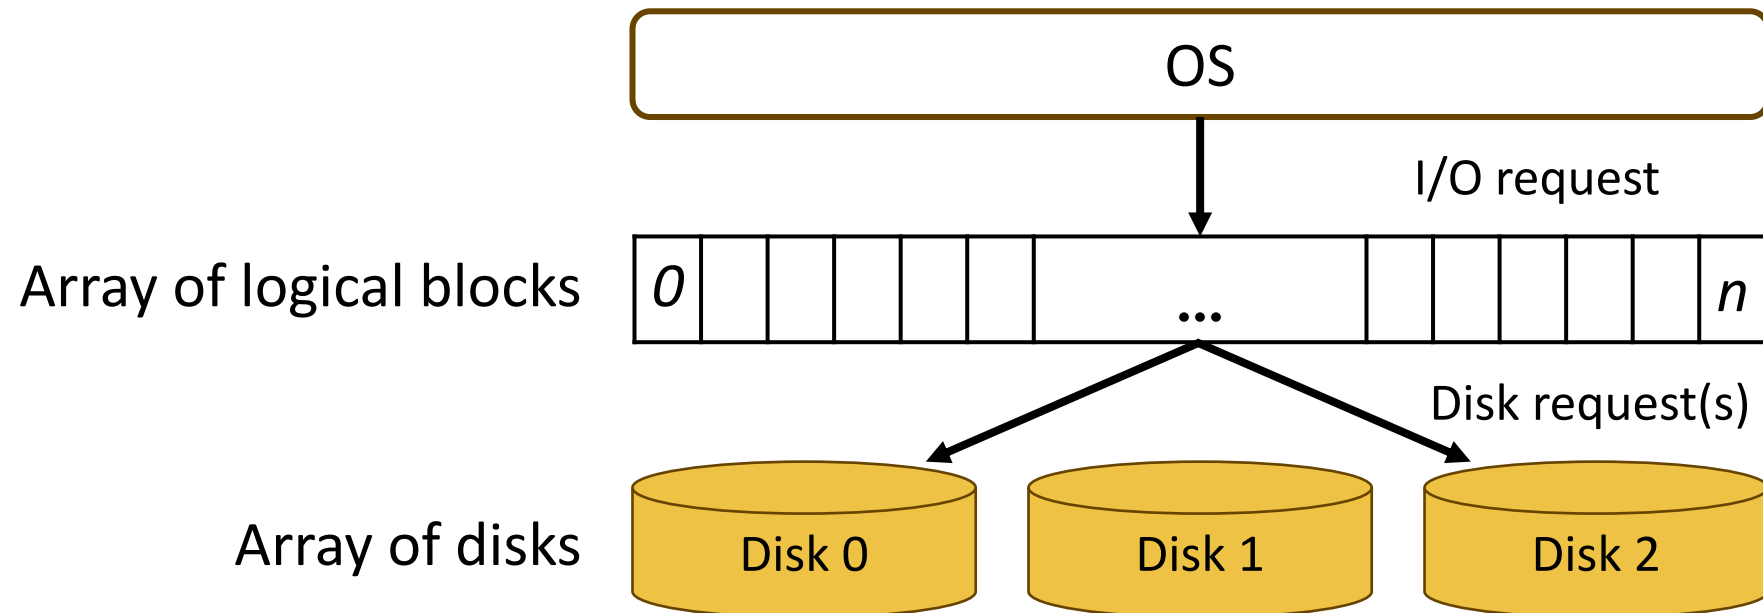 OS
I/O request
Array of logical blocks
0
...
n
Disk request(s)
Array of disks
Disk 0
Disk 1
Disk 2